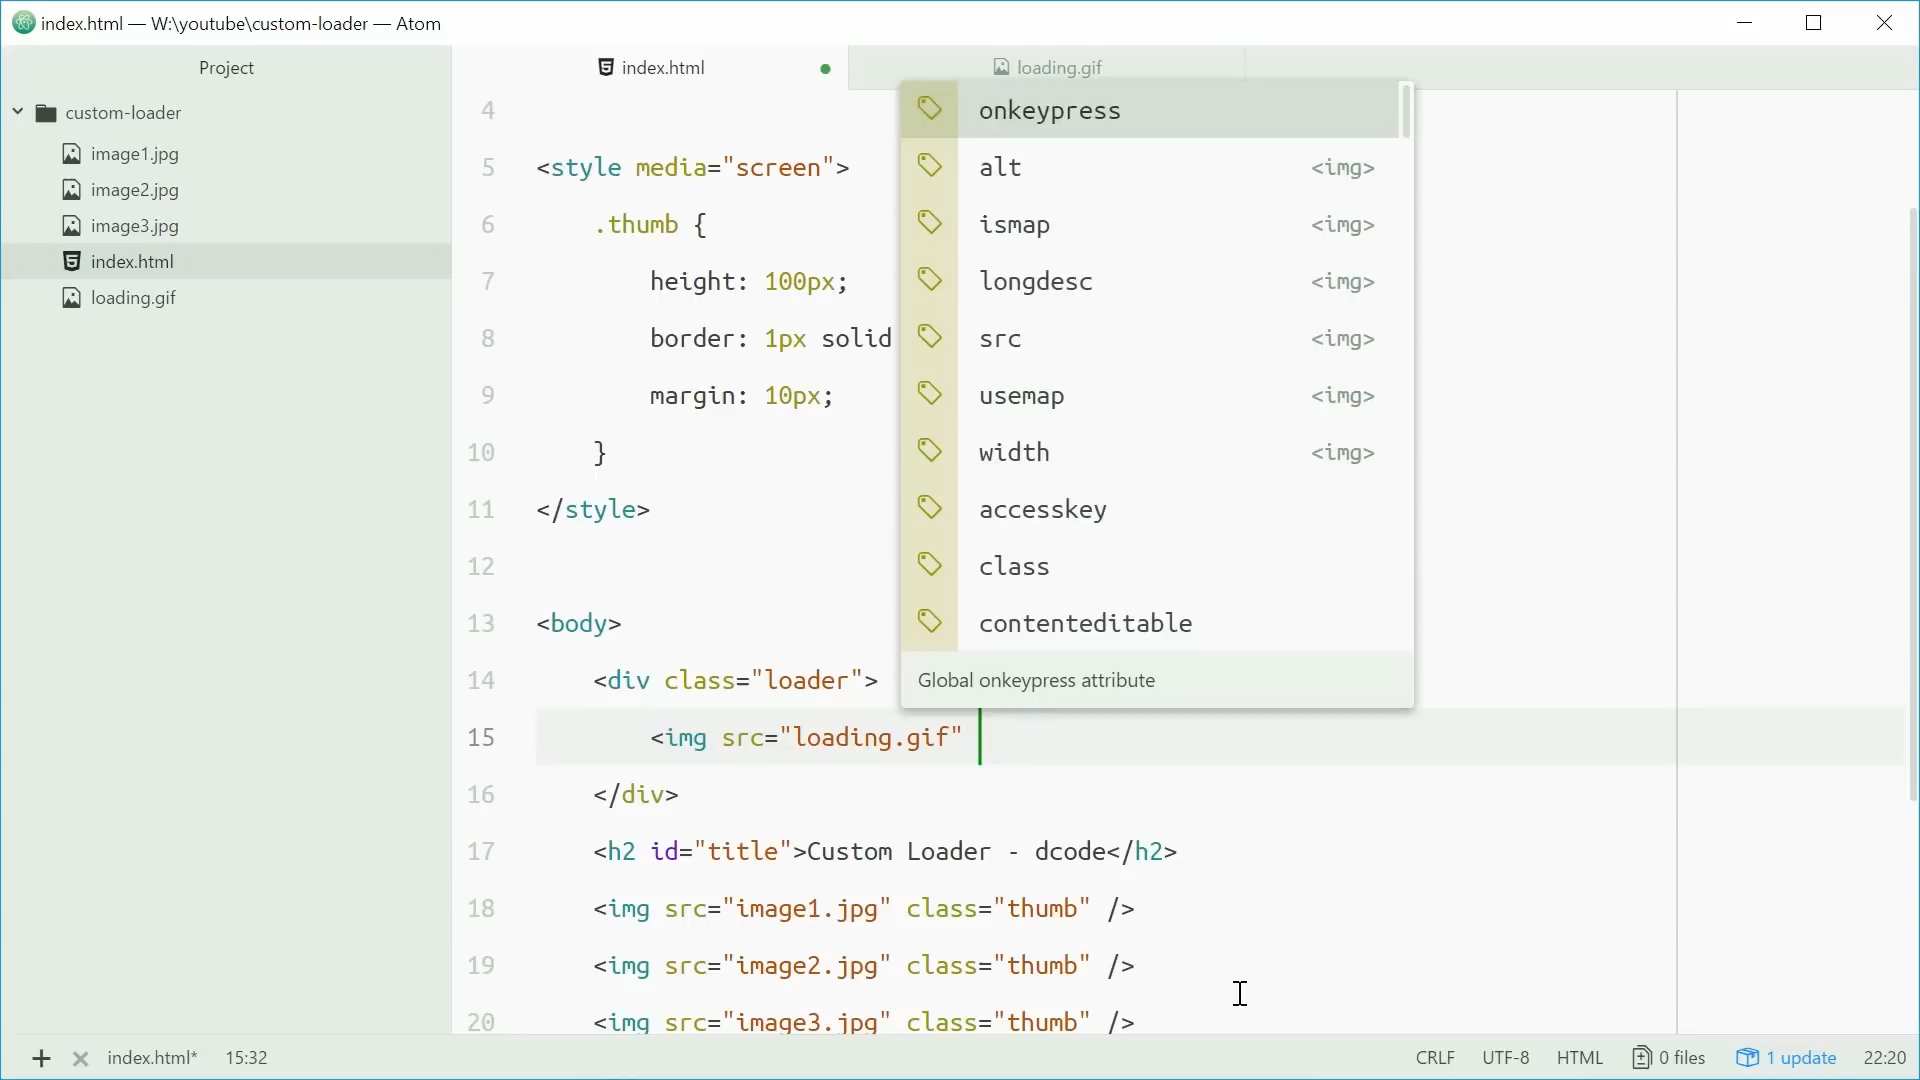 index.html — W:\youtube\custom-loader — Atom
Project
custom-loader
image1.jpg
image2.jpg
image3.jpg
index.html
loading.gif
index.html
loading.gif
4
5 <style media="screen">
6 .thumb {
7 height: 100px;
8 border: 1px solid
9 margin: 10px;
10 }
11 </style>
12
13 <body>
14 <div class="loader">
15 <img src="loading.gif"
16 </div>
17 <h2 id="title">Custom Loader - dcode</h2>
18 <img src="image1.jpg" class="thumb" />
19 <img src="image2.jpg" class="thumb" />
20 <img src="image3.jpg" class="thumb" />
onkeypress
alt <img>
ismap <img>
longdesc <img>
src <img>
usemap <img>
width <img>
accesskey
class
contenteditable
Global onkeypress attribute
index.html* 15:32 CRLF UTF-8 HTML 0 files 1 update 22:20